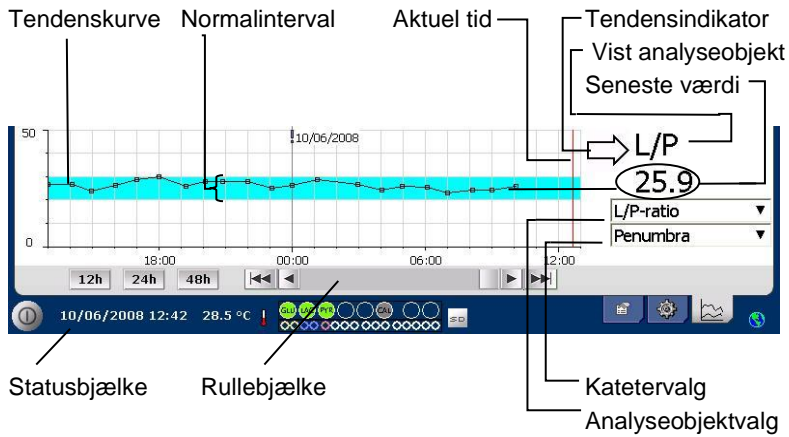 Tendenskurve Normalinterval Aktuel tid Tendensindikator
Vist analyseobjekt
Seneste værdi
50
10/06/2008
L/P
25.9
L/P-ratio
Penumbra
0
18:00 00:00 06:00 12:00
12h 24h 48h
10/06/2008 12:42 28.5 °C GLU LAC PYR CAL SD
Statusbjælke Rullebjælke Katetervalg
Analyseobjektvalg